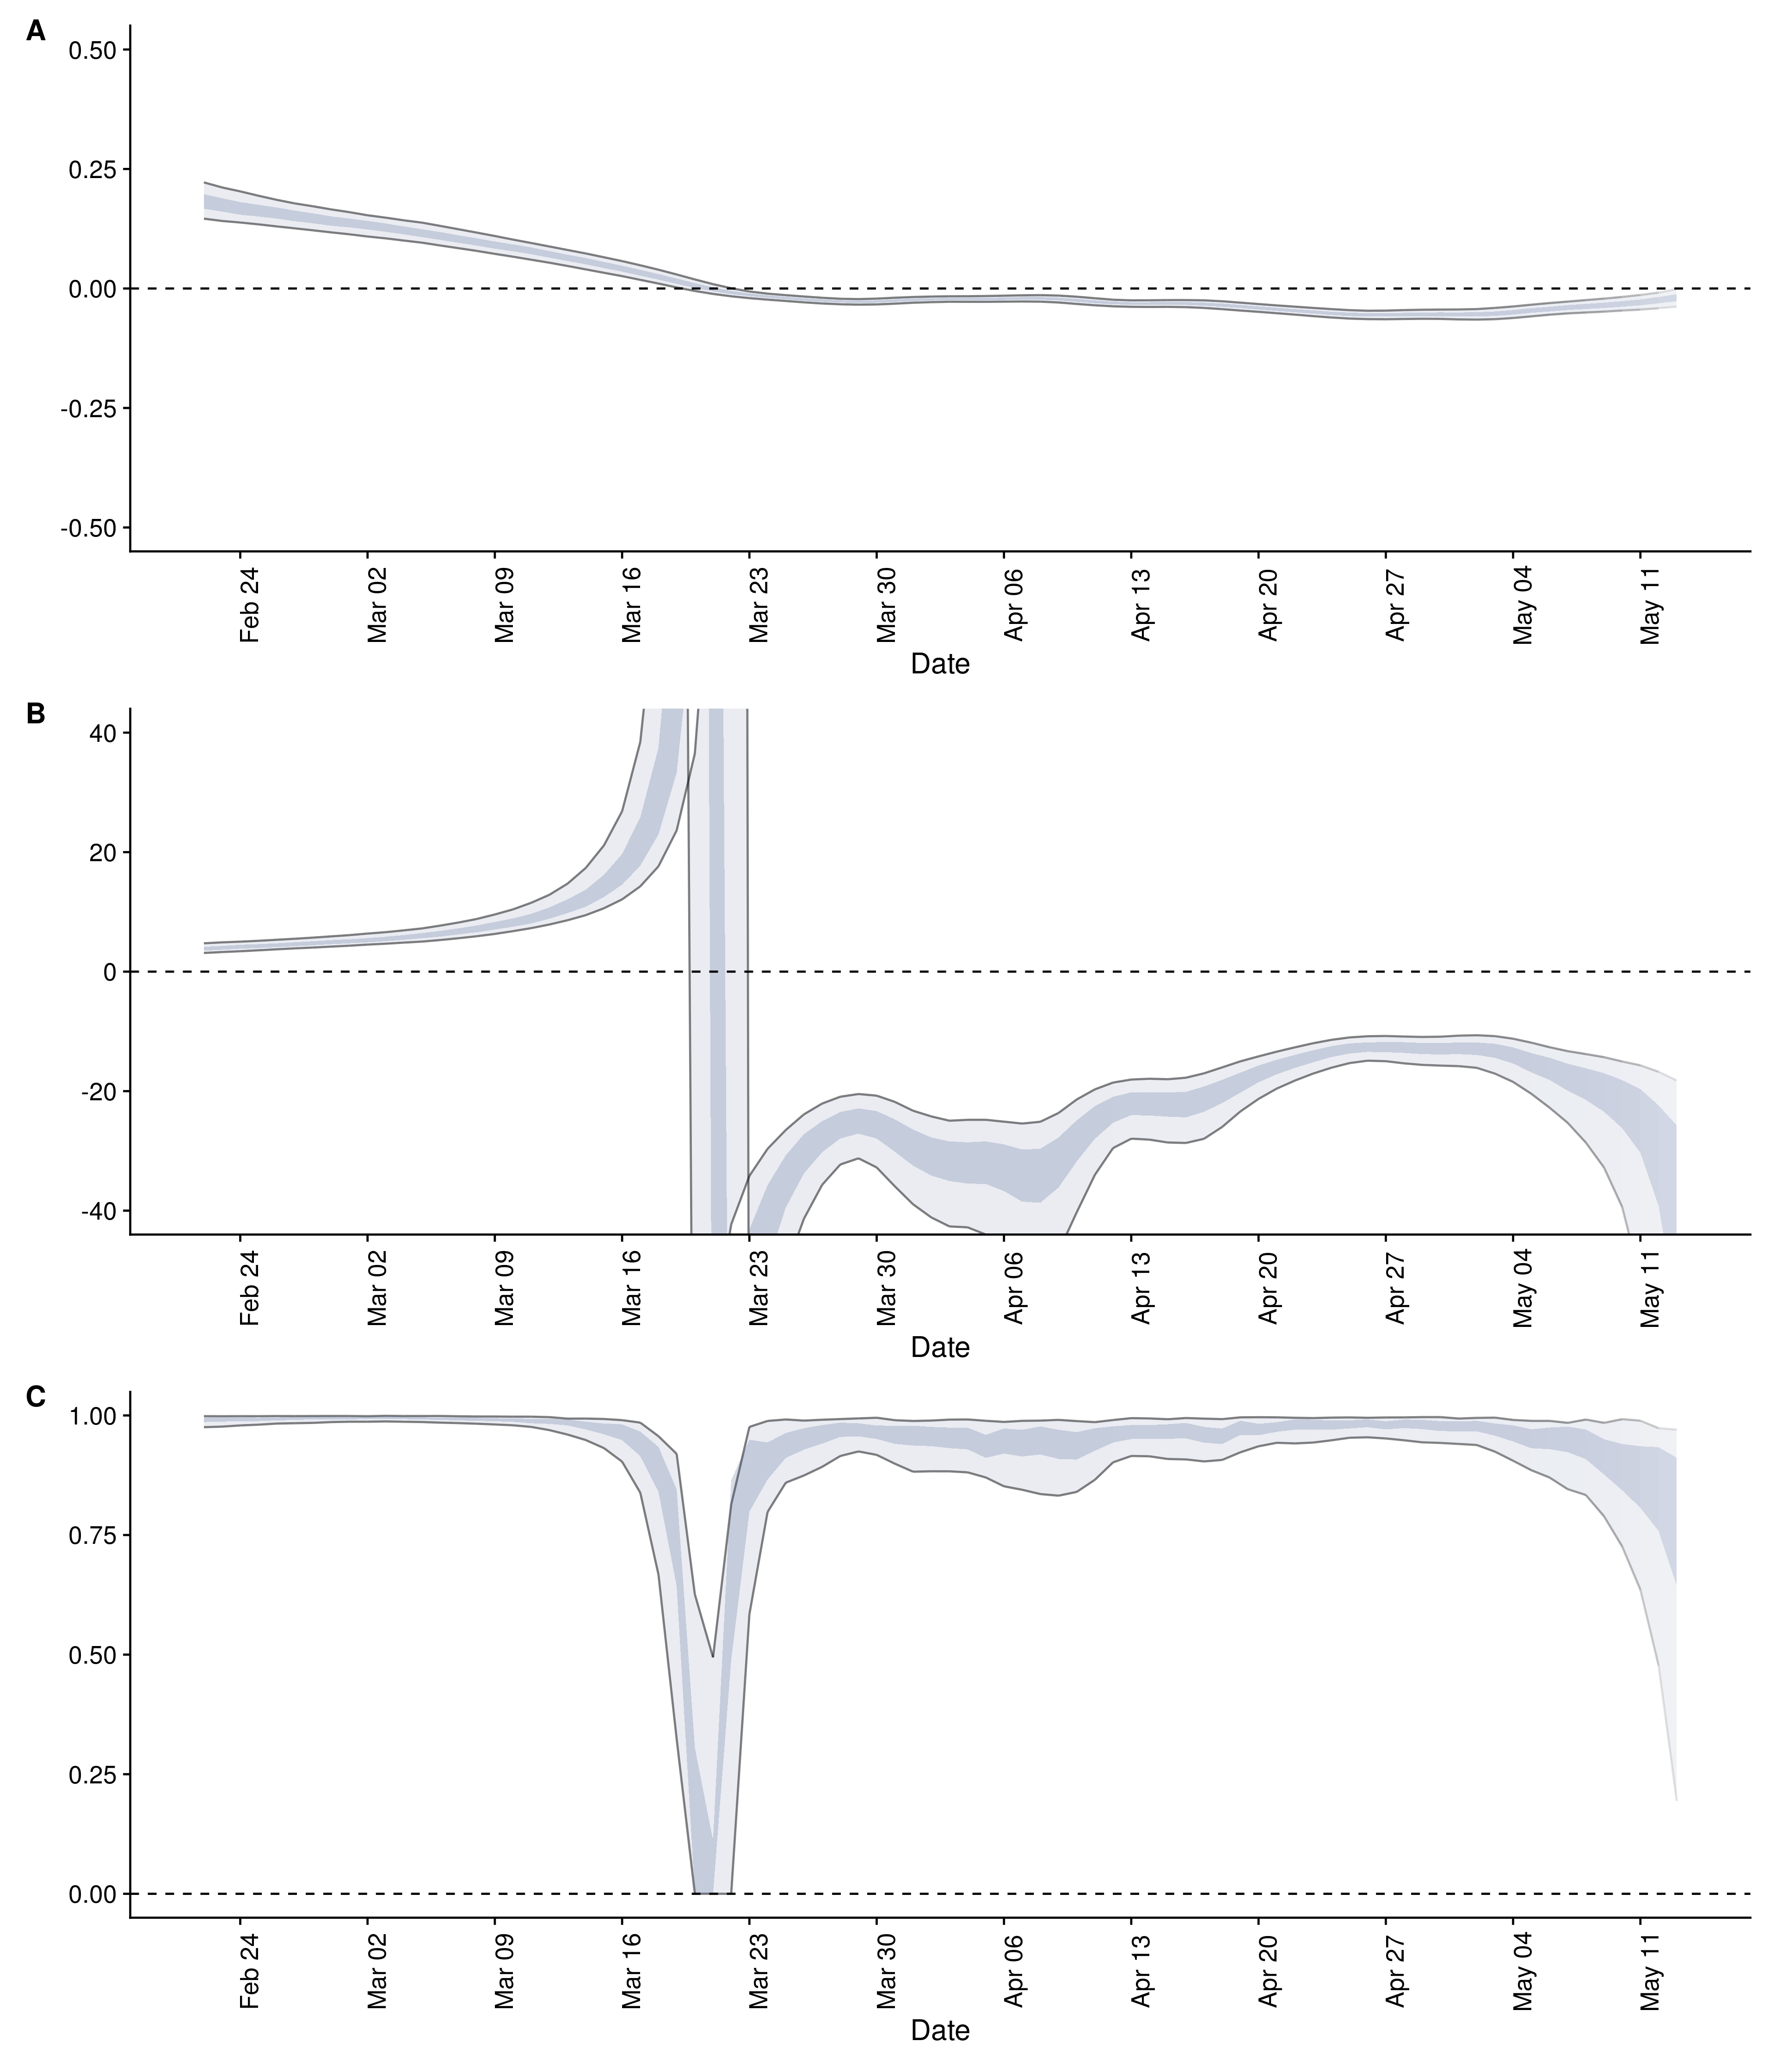 A
0.50
0.25
0.00
-0.25
-0.50
Feb 24
Mar 02
Mar 09
Mar 16
Mar 23
Mar 30
Apr 06
Apr 13
Apr 20
Apr 27
May 04
May 11
Date
B
40
20
0
-20
-40
Feb 24
Mar 02
Mar 09
Mar 16
Mar 23
Mar 30
Apr 06
Apr 13
Apr 20
Apr 27
May 04
May 11
Date
C
1.00
0.75
0.50
0.25
0.00
Feb 24
Mar 02
Mar 09
Mar 16
Mar 23
Mar 30
Apr 06
Apr 13
Apr 20
Apr 27
May 04
May 11
Date